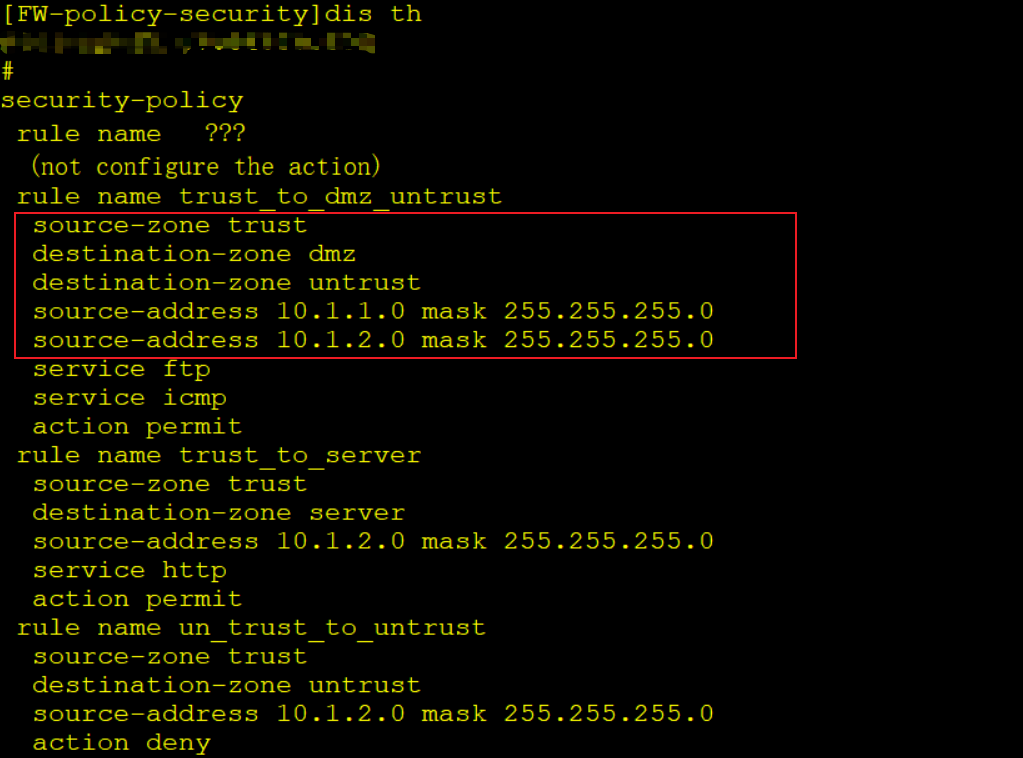 [FW-policy-security]dis th
#
security-policy
rule name ???
(not configure the action)
rule name trust_to_dmz_untrust
source-zone trust
destination-zone dmz
destination-zone untrust
source-address 10.1.1.0 mask 255.255.255.0
source-address 10.1.2.0 mask 255.255.255.0
service ftp
service icmp
action permit
rule name trust_to_server
source-zone trust
destination-zone server
source-address 10.1.2.0 mask 255.255.255.0
service http
action permit
rule name un_trust_to_untrust
source-zone trust
destination-zone untrust
source-address 10.1.2.0 mask 255.255.255.0
action deny